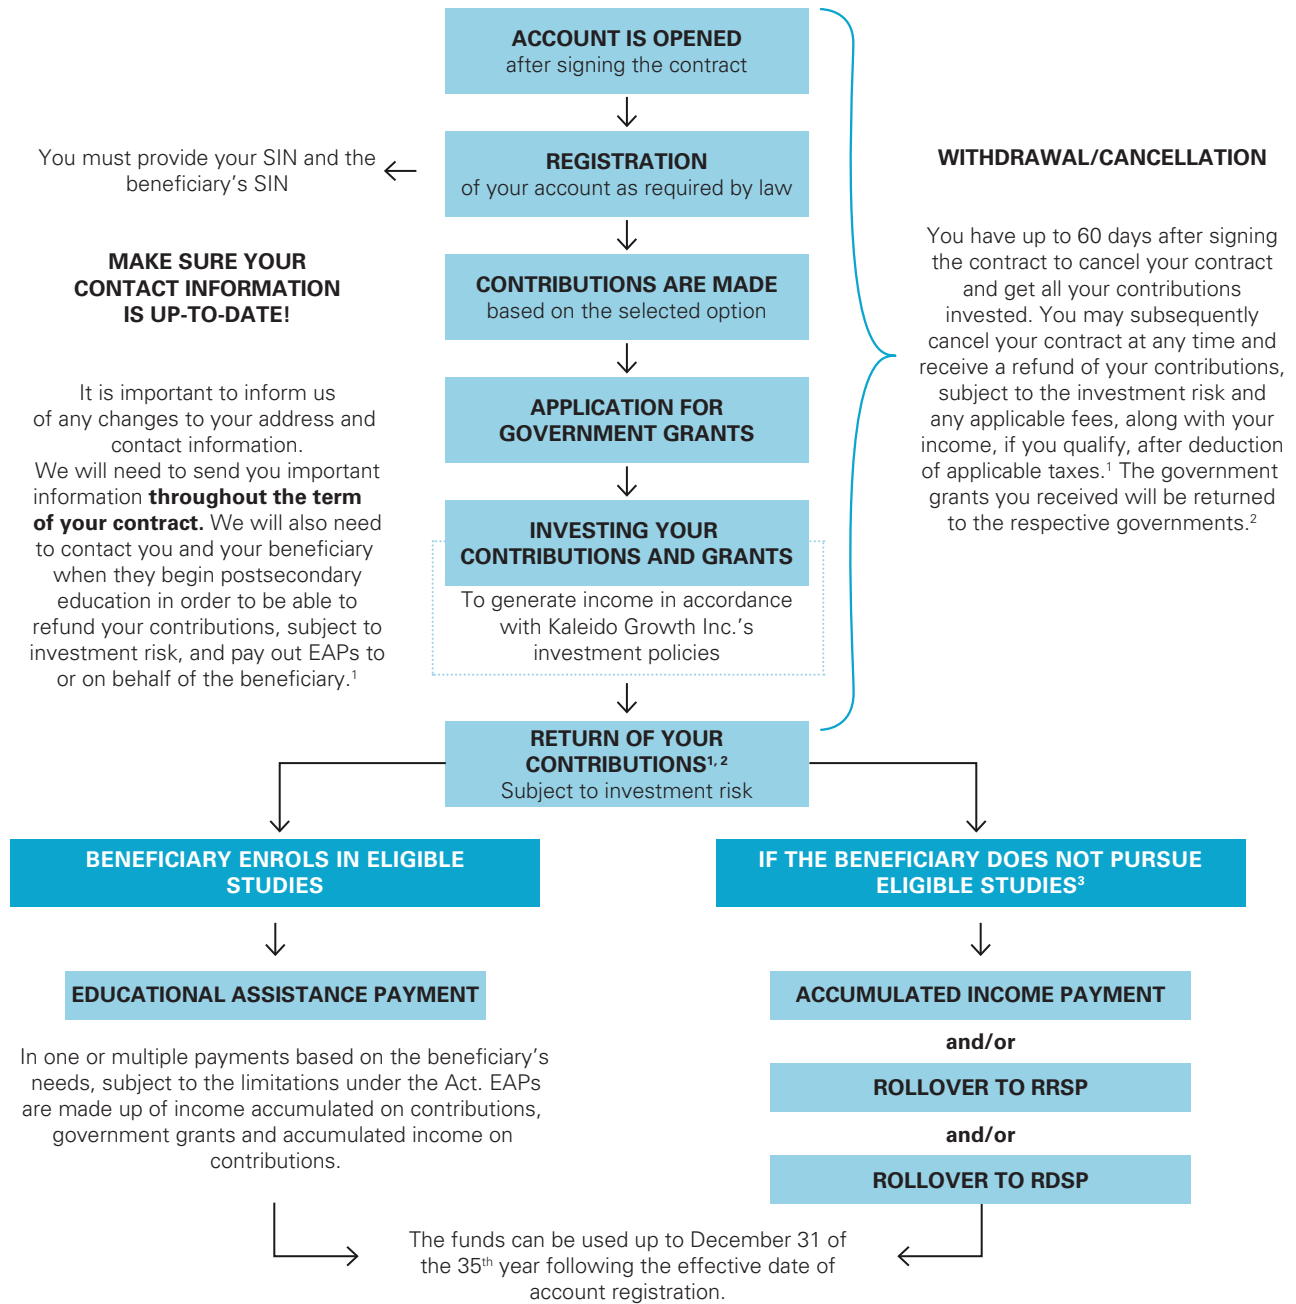 ACCOUNT IS OPENED
after signing the contract
REGISTRATION
of your account as required by law
You must provide your SIN and the
beneficiary's SIN
CONTRIBUTIONS ARE MADE
based on the selected option
APPLICATION FOR
GOVERNMENT GRANTS
INVESTING YOUR
CONTRIBUTIONS AND GRANTS
To generate income in accordance
with Kaleido Growth Inc.'s
investment policies
MAKE SURE YOUR
CONTACT INFORMATION
IS UP-TO-DATE!
It is important to inform us
of any changes to your address and
contact information.
We will need to send you important
information throughout the term
of your contract. We will also need
to contact you and your beneficiary
when they begin postsecondary
education in order to be able to
refund your contributions, subject to
investment risk, and pay out EAPs to
or on behalf of the beneficiary.¹
WITHDRAWAL/CANCELLATION
You have up to 60 days after signing
the contract to cancel your contract
and get all your contributions
invested. You may subsequently
cancel your contract at any time and
receive a refund of your contributions,
subject to the investment risk and
any applicable fees, along with your
income, if you qualify, after deduction
of applicable taxes.¹ The government
grants you received will be returned
to the respective governments.²
RETURN OF YOUR
CONTRIBUTIONS¹,²
Subject to investment risk
BENEFICIARY ENROLS IN ELIGIBLE
STUDIES
EDUCATIONAL ASSISTANCE PAYMENT
In one or multiple payments based on the beneficiary's
needs, subject to the limitations under the Act. EAPs
are made up of income accumulated on contributions,
government grants and accumulated income on
contributions.
IF THE BENEFICIARY DOES NOT PURSUE
ELIGIBLE STUDIES³
ACCUMULATED INCOME PAYMENT
and/or
ROLLOVER TO RRSP
and/or
ROLLOVER TO RDSP
The funds can be used up to December 31 of
the 35th year following the effective date of
account registration.